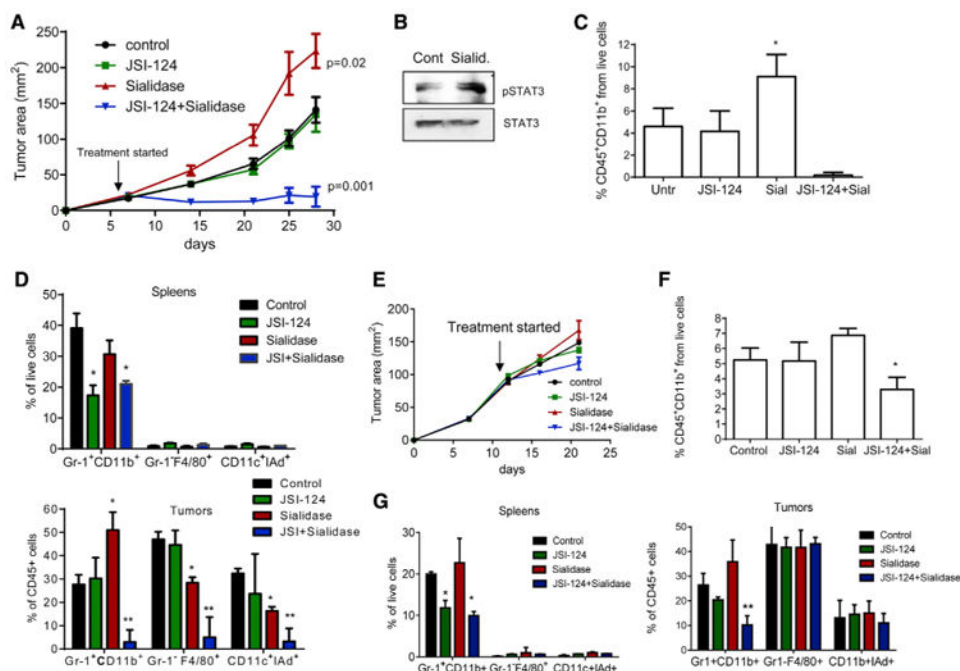 A
control
JSI-124
Sialidase
JSI-124+Sialidase
Treatment started
p=0.02
p=0.001
Tumor area (mm²)
250
200
150
100
50
0
0 5 10 15 20 25 30
days
B
Cont Sialid.
pSTAT3
STAT3
C
% CD45⁺CD11b⁺ from live cells
12
10
8
6
4
2
0
*
Untr JSI-124 Sial JSI-124+Sial
D
Spleens
% of live cells
50
40
30
20
10
0
Control
JSI-124
Sialidase
JSI+Sialidase
* *
Gr-1⁺CD11b⁺ Gr-1⁻F4/80⁺ CD11c⁺IAd⁺
Tumors
% of CD45+ cells
60
50
40
30
20
10
0
Control
JSI-124
Sialidase
JSI+Sialidase
* ** * ** * **
Gr-1⁺CD11b⁺ Gr-1⁻F4/80⁺ CD11c⁺IAd⁺
E
Tumor area (mm²)
200
150
100
50
0
Treatment started
control
JSI-124
Sialidase
JSI-124+Sialidase
0 5 10 15 20 25
days
F
% CD45⁺CD11b⁺ from live cells
8
7
6
5
4
3
2
1
0
*
Control JSI-124 Sial JSI-124+Sial
G
Spleens
% of live cells
30
20
10
0
Control
JSI-124
Sialidase
JSI-124+Sialidase
* *
Gr-1⁺CD11b+ Gr-1⁻F4/80+ CD11c+IAd+
Tumors
% of CD45+ cells
50
40
30
20
10
0
Control
JSI-124
Sialidase
JSI-124+Sialidase
**
Gr1+CD11b+ Gr1-F4/80+ CD11b+IAd+